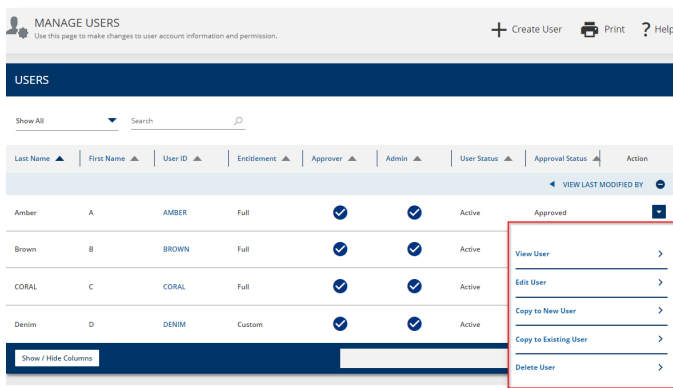 MANAGE USERS
Use this page to make changes to user account information and permission.
Create User Print ? Help
USERS
Show All Search
Last Name First Name User ID Entitlement Approver Admin User Status Approval Status Action
VIEW LAST MODIFIED BY
Amber A AMBER Full Active Approved
Brown B BROWN Full Active
View User
CORAL C CORAL Full Active
Edit User
Copy to New User
Denim D DENIM Custom Active
Copy to Existing User
Show / Hide Columns
Delete User